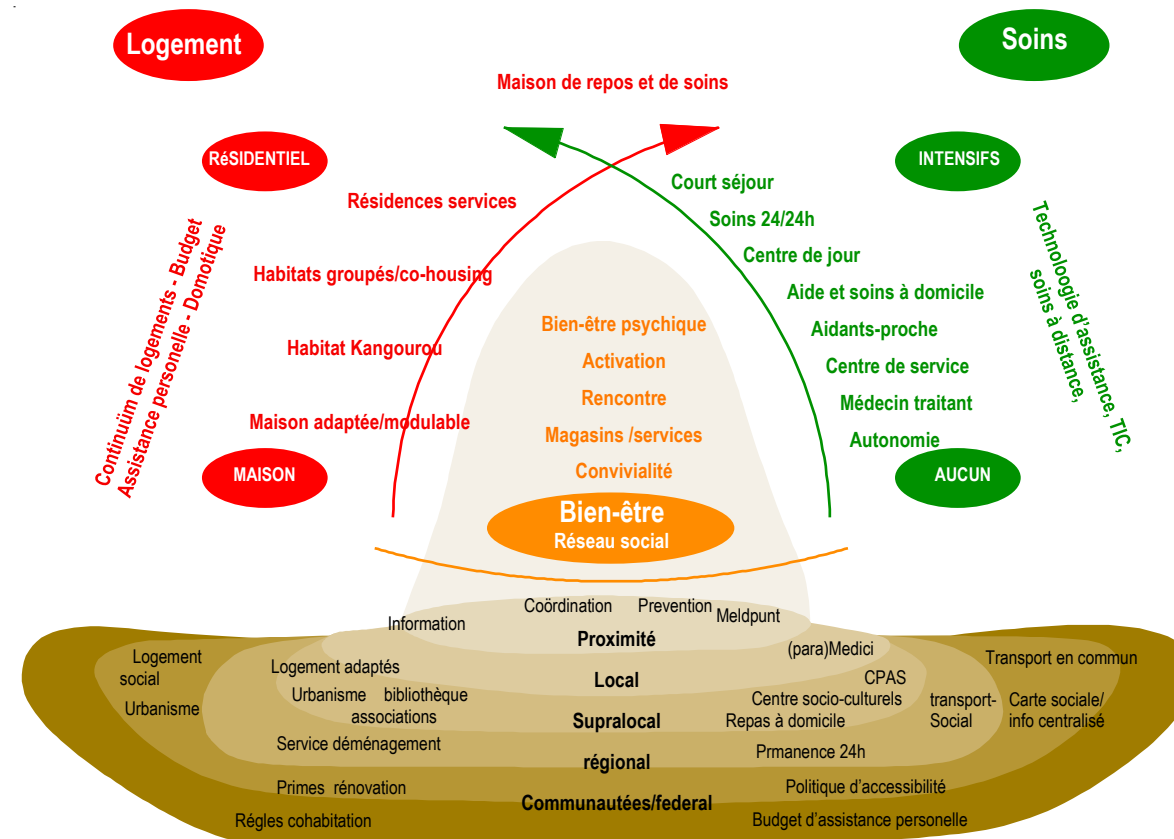 Logement
Soins
Maison de repos et de soins
RéSIDENTIEL
INTENSIFS
Court séjour
Résidences services
Soins 24/24h
Centre de jour
Habitats groupés/co-housing
Aide et soins à domicile
Bien-être psychique
Aidants-proche
Habitat Kangourou
Activation
Centre de service
Rencontre
Médecin traitant
Maison adaptée/modulable
Magasins /services
Autonomie
Convivialité
MAISON
AUCUN
Continuüm de logements - Budget
Assistance personelle - Domotique
Technoloogie d'assistance, TIC,
soins à distance,
Bien-être
Réseau social
Information
Coördination
Prevention
Meldpunt
Proximité
(para)Medici
Logement
social
Logement adaptés
Transport en commun
Local
CPAS
Urbanisme
Urbanisme
bibliothèque
associations
Centre socio-culturels
transport-
Social
Carte sociale/
info centralisé
Supralocal
Repas à domicile
Service déménagement
Prmanence 24h
régional
Primes rénovation
Politique d'accessibilité
Communautées/federal
Régles cohabitation
Budget d'assistance personelle